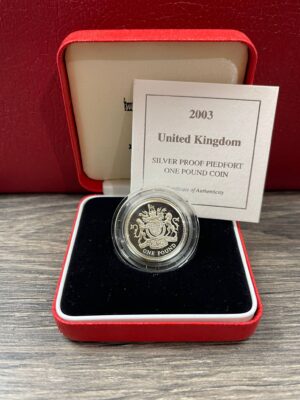 2003
United Kingdom
SILVER PROOF PIEDFORT
ONE POUND COIN
Certificate of Authenticity
ONE POUND